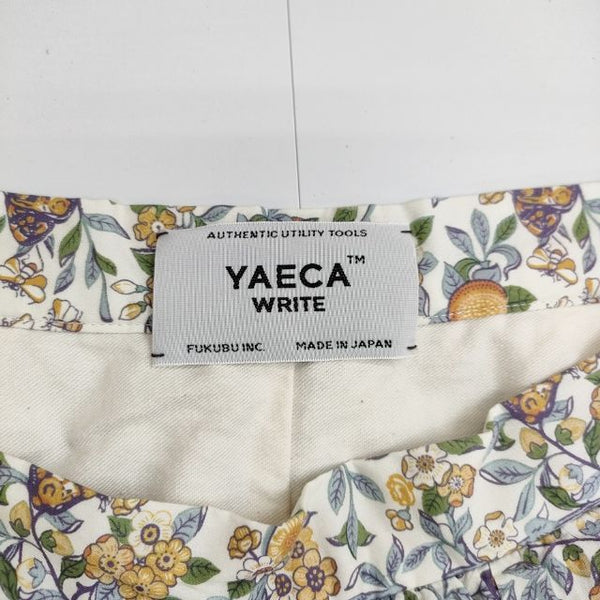 AUTHENTIC UTILITY TOOLS
YAECA™
WRITE
FUKUBU INC. MADE IN JAPAN